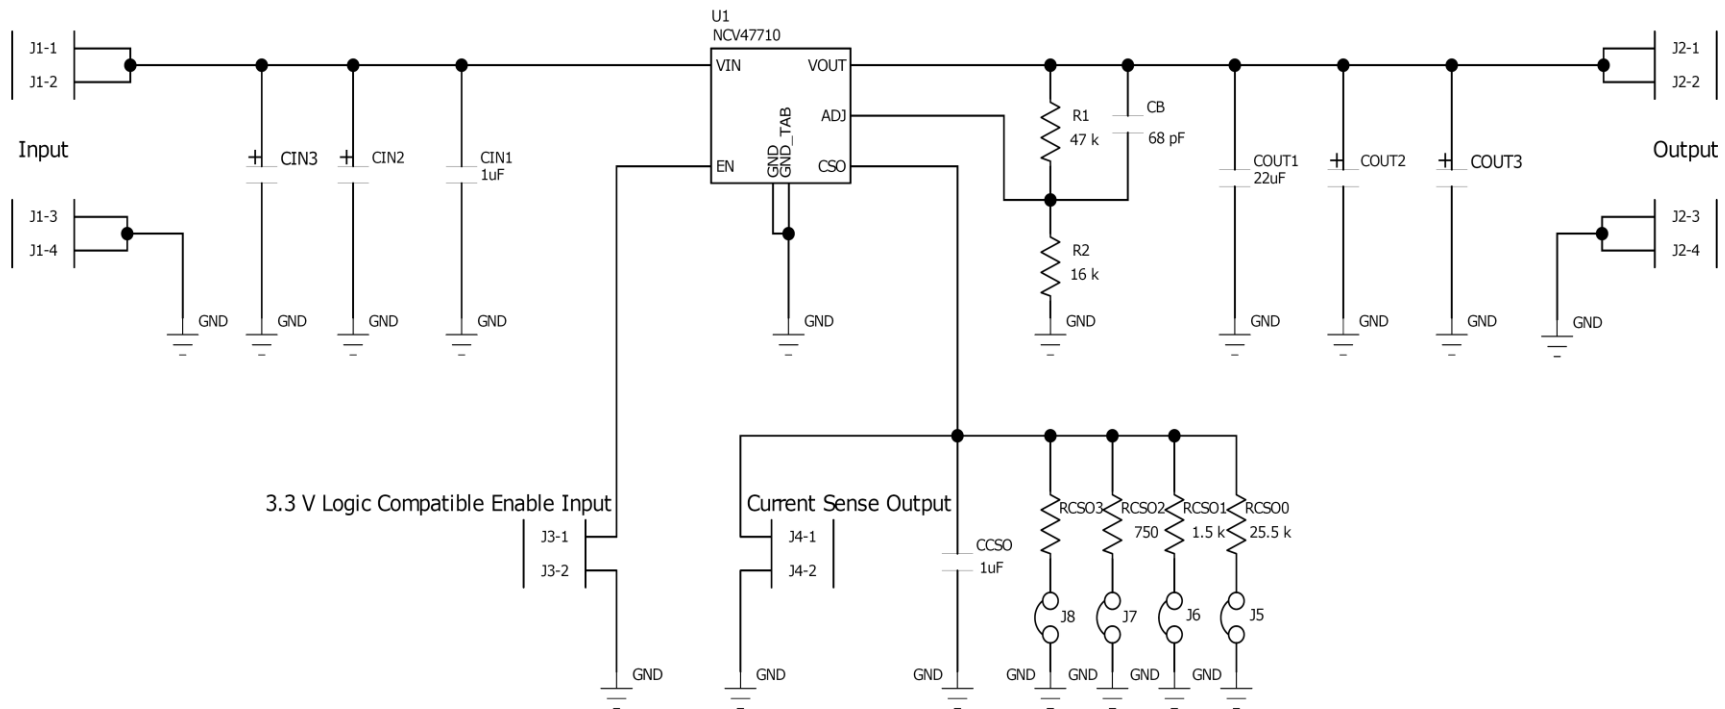 U1
NCV47710
J1-1
J1-2
VIN
VOUT
J2-1
J2-2
ADJ
GND
GND_TAB
R1
47 k
CB
68 pF
Input
CIN3
CIN2
CIN1
1uF
EN
CSO
COUT1
22uF
COUT2
COUT3
Output
J1-3
J1-4
R2
16 k
J2-3
J2-4
GND
GND
GND
GND
GND
GND
GND
GND
GND
GND
3.3 V Logic Compatible Enable Input
Current Sense Output
J3-1
J3-2
J4-1
J4-2
CCSO
1uF
RCSO3
RCSO2
750
RCSO1
1.5 k
RCSO0
25.5 k
J8
J7
J6
J5
GND
GND
GND
GND
GND
GND
GND